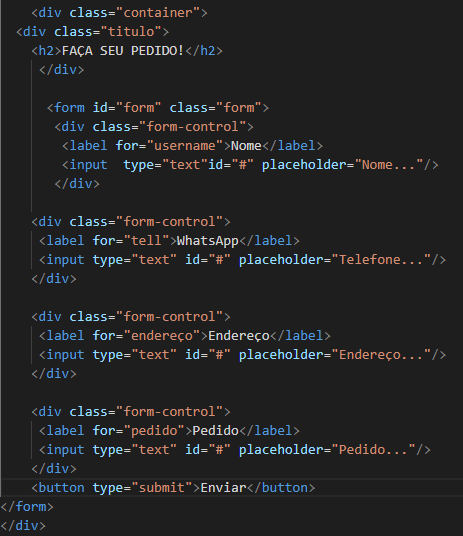 <div class="container">
<div class="titulo">
<h2>FAÇA SEU PEDIDO!</h2>
</div>
<form id="form" class="form">
<div class="form-control">
<label for="username">Nome</label>
<input  type="text"id="#" placeholder="Nome..."/>
</div>
<div class="form-control">
<label for="tell">WhatsApp</label>
<input type="text" id="#" placeholder="Telefone..."/>
</div>
<div class="form-control">
<label for="endereço">Endereço</label>
<input type="text" id="#" placeholder="Endereço..."/>
</div>
<div class="form-control">
<label for="pedido">Pedido</label>
<input type="text" id="#" placeholder="Pedido..."/>
</div>
<button type="submit">Enviar</button>
</form>
</div>